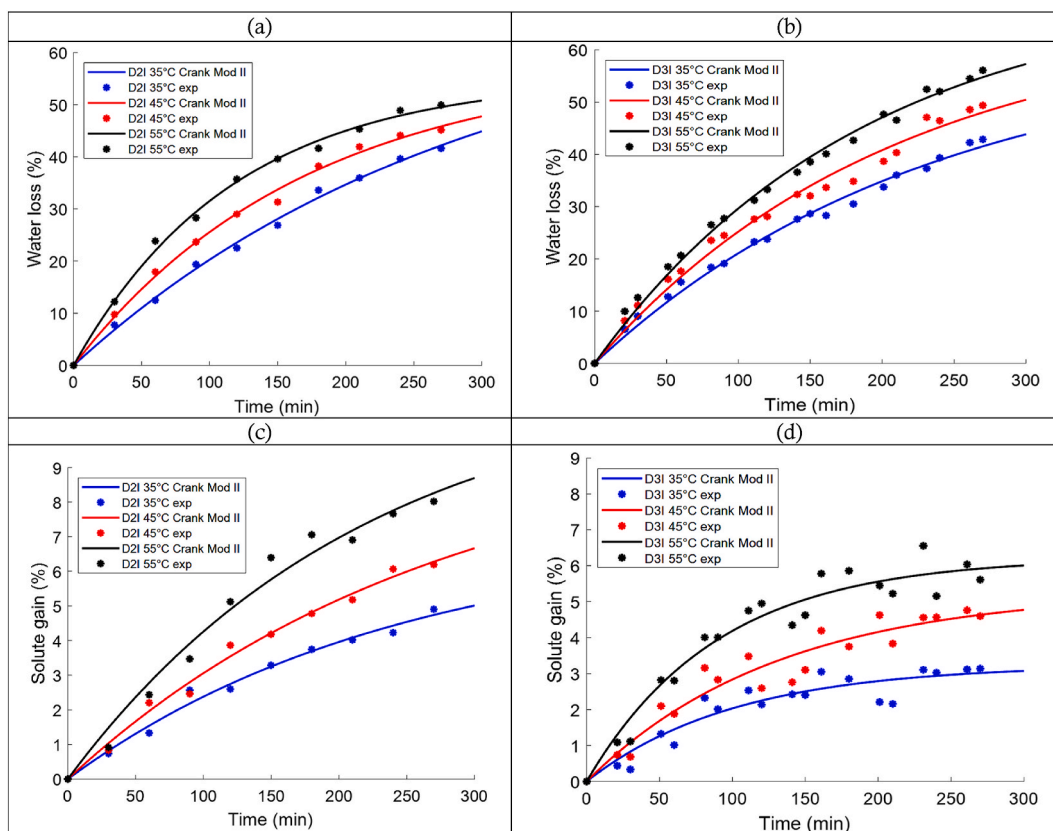 (a)
(b)
60
50
40
30
20
10
0
Water loss (%)
D2I 35°C Crank Mod II
D2I 35°C exp
D2I 45°C Crank Mod II
D2I 45°C exp
D2I 55°C Crank Mod II
D2I 55°C exp
0 50 100 150 200 250 300
Time (min)
60
50
40
30
20
10
0
Water loss (%)
D3I 35°C Crank Mod II
D3I 35°C exp
D3I 45°C Crank Mod II
D3I 45°C exp
D3I 55°C Crank Mod II
D3I 55°C exp
0 50 100 150 200 250 300
Time (min)
(c)
(d)
9
8
7
6
5
4
3
2
1
0
Solute gain (%)
D2I 35°C Crank Mod II
D2I 35°C exp
D2I 45°C Crank Mod II
D2I 45°C exp
D2I 55°C Crank Mod II
D2I 55°C exp
0 50 100 150 200 250 300
Time (min)
9
8
7
6
5
4
3
2
1
0
Solute gain (%)
D3I 35°C Crank Mod II
D3I 35°C exp
D3I 45°C Crank Mod II
D3I 45°C exp
D3I 55°C Crank Mod II
D3I 55°C exp
0 50 100 150 200 250 300
Time (min)